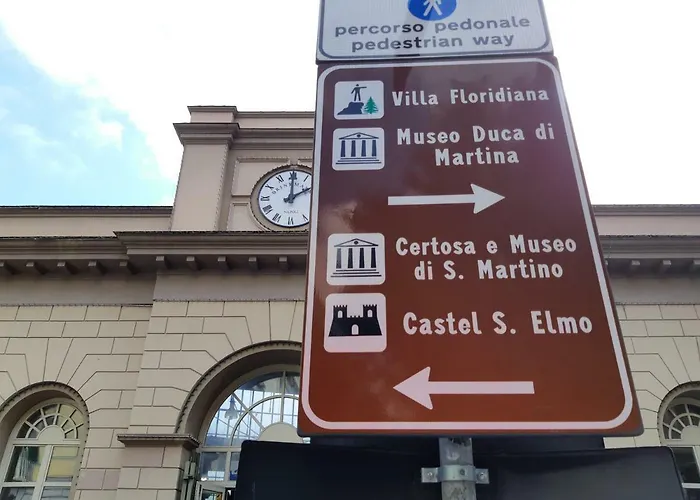 percorso pedonale
pedestrian way
Villa Floridiana
Museo Duca di
Martina
Certosa e Museo
di S. Martino
Castel S. Elmo